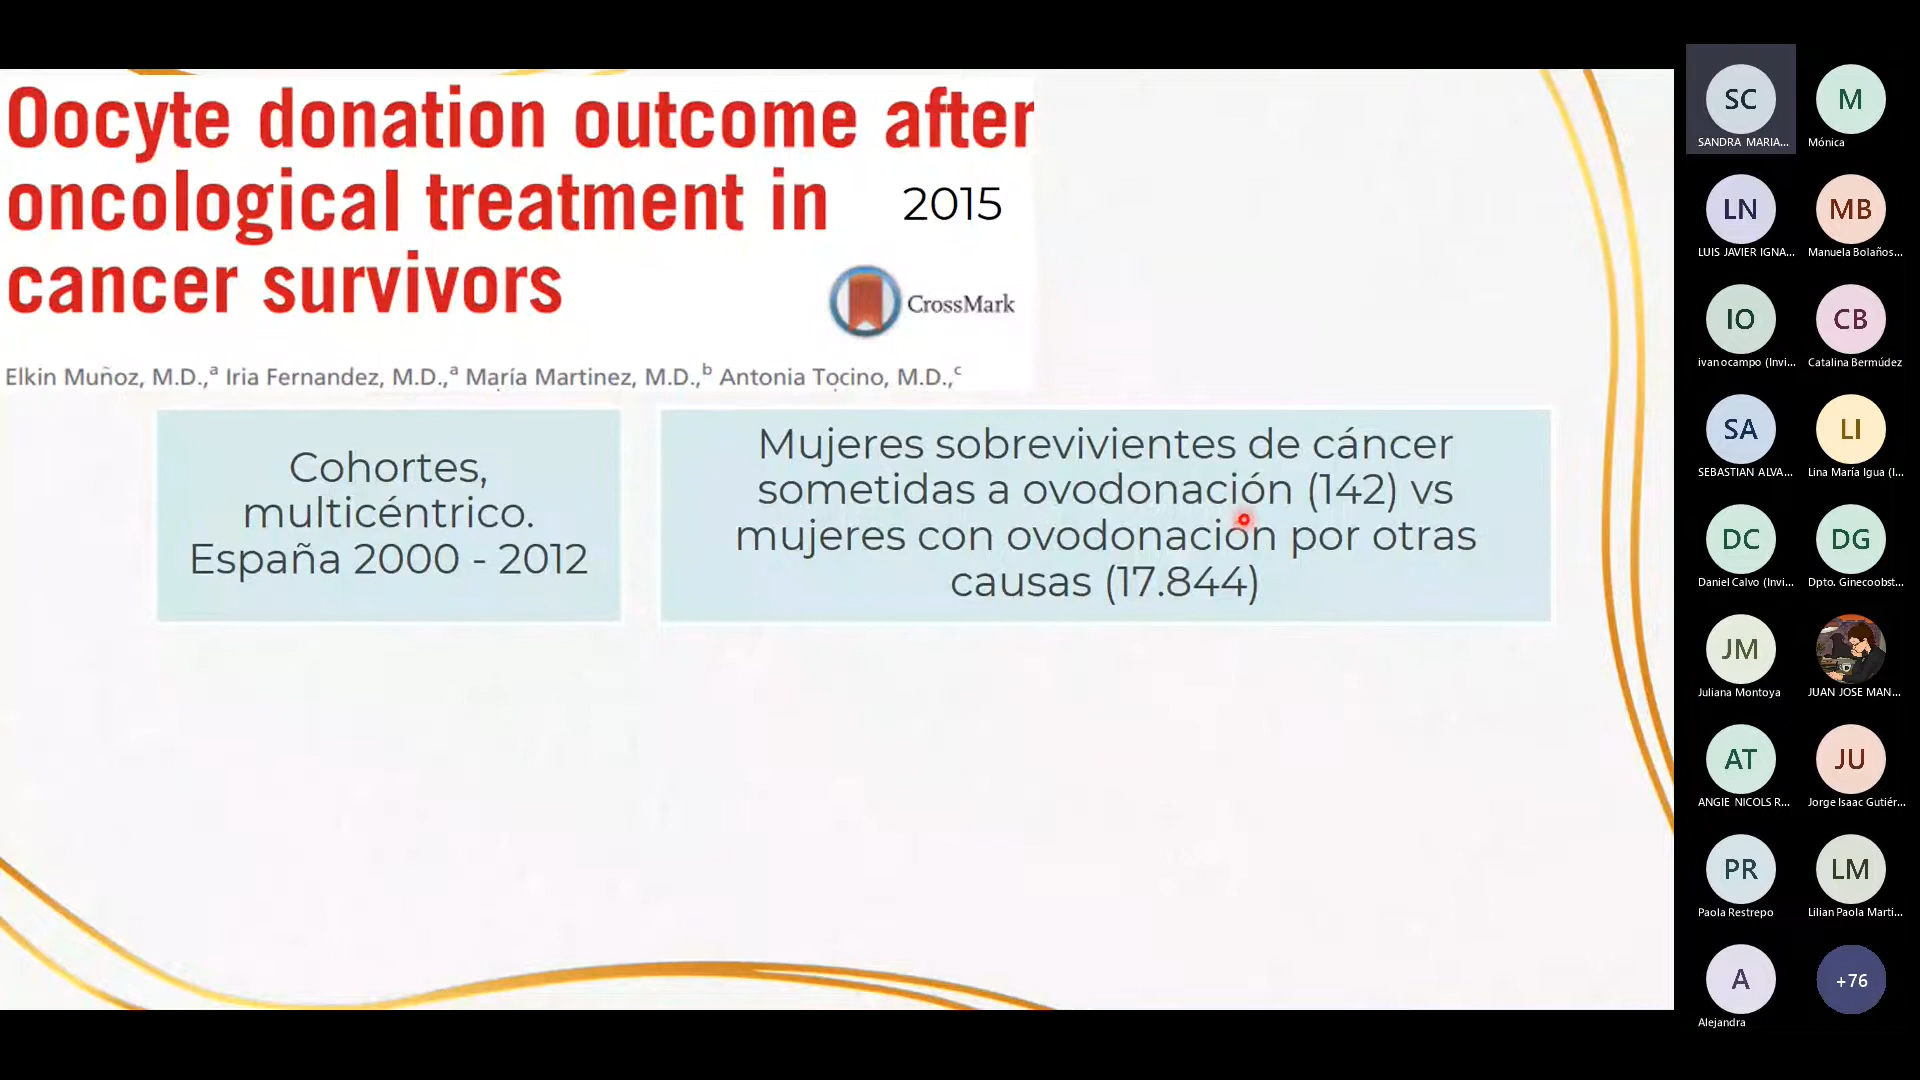 Oocyte donation outcome after
oncological treatment in
2015
cancer survivors
CrossMark
Elkin Muñoz, M.D.,ª Iria Fernandez, M.D.,ª María Martinez, M.D.,ᵇ Antonia Tocino, M.D.,ᶜ
Cohortes,
multicéntrico.
España 2000 - 2012
Mujeres sobrevivientes de cáncer
sometidas a ovodonación (142) vs
mujeres con ovodonación por otras
causas (17.844)
SC
SANDRA MARIA...
M
Mónica
LN
LUIS JAVIER IGNA...
MB
Manuela Bolaños...
IO
ivan ocampo (Invi...
CB
Catalina Bermúdez
SA
SEBASTIAN ALVA...
LI
Lina María Igua (I...
DC
Daniel Calvo (Invi...
DG
Dpto. Ginecoobst...
JM
Juliana Montoya
JUAN JOSE MAN...
AT
ANGIE NICOLS R...
JU
Jorge Isaac Gutiér...
PR
Paola Restrepo
LM
Lilian Paola Marti...
A
Alejandra
+76